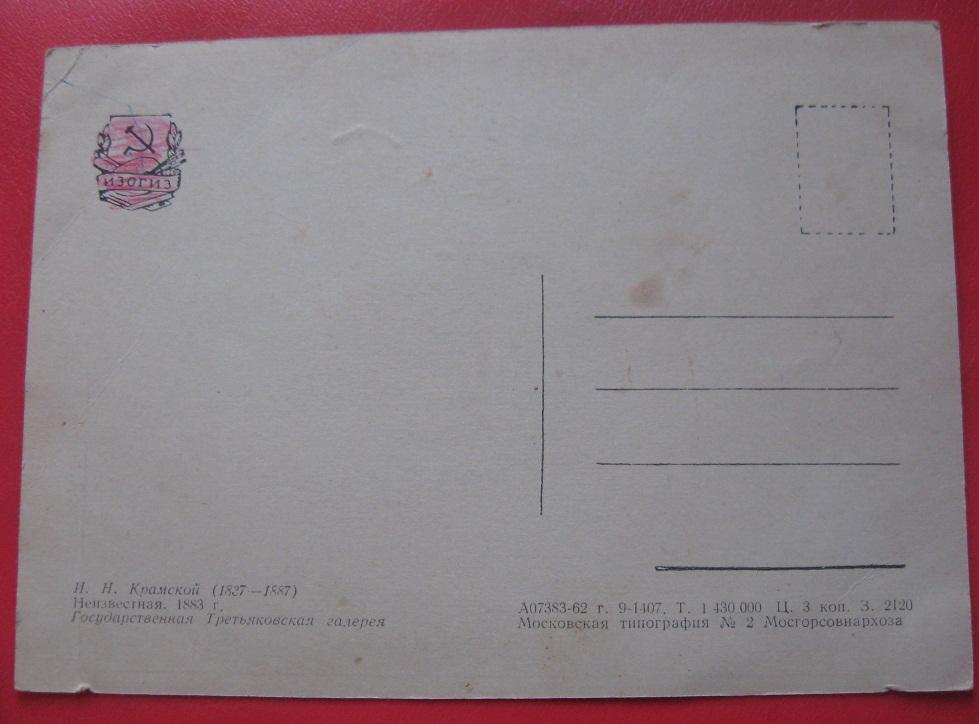 ИЗОГИЗ
И. Н. Крамской (1827—1887)
Неизвестная. 1883 г.
Государственная Третьяковская галерея
А07383-62 г. 9-1407. Т. 1 430 000 Ц. 3 коп. З. 2120
Московская типография № 2 Мосгорсовнархоза